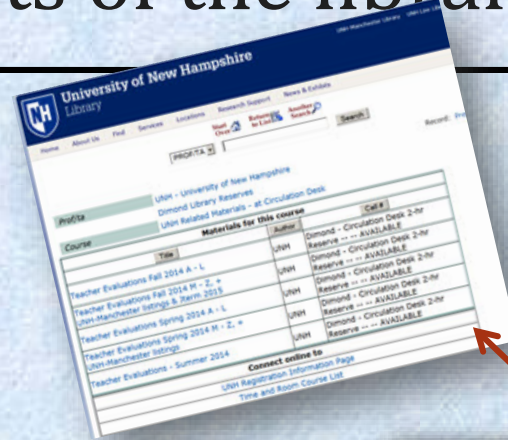 ts of the librar
UNH-Manchester Library UNH Law Lib
University of New Hampshire
Library
Home About Us Find Services Locations Research Support News & Exhibits
Start Over Return to List Another Search
PROF/TA Search
Record: Pre
Prof/ta UNH - University of New Hampshire
Dimond Library Reserves
Course UNH Related Materials - at Circulation Desk
Materials for this course
Title Author Call #
Teacher Evaluations Fall 2014 A - L UNH Dimond - Circulation Desk 2-hr Reserve -- -- AVAILABLE
Teacher Evaluations Fall 2014 M - Z, + UNH-Manchester listings & Jterm 2015 UNH Dimond - Circulation Desk 2-hr Reserve -- -- AVAILABLE
Teacher Evaluations Spring 2014 A - L UNH Dimond - Circulation Desk 2-hr Reserve -- -- AVAILABLE
Teacher Evaluations Spring 2014 M - Z, + UNH-Manchester listings UNH Dimond - Circulation Desk 2-hr Reserve -- -- AVAILABLE
Teacher Evaluations - Summer 2014 UNH Dimond - Circulation Desk 2-hr Reserve -- -- AVAILABLE
Connect online to
UNH Registration Information Page
Time and Room Course List